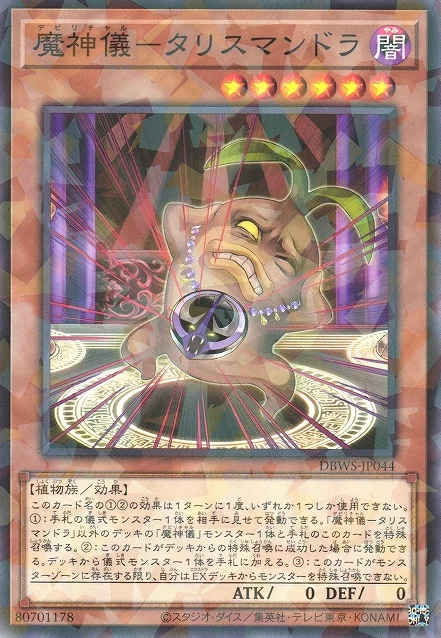 デビリチャル
魔神儀-タリスマンドラ
やみ
闇
DBWS-JP044
【植物族／効果】
このカード名の①②の効果は1ターンに1度、いずれか1つしか使用できない。
①：手札の儀式モンスター1体を相手に見せて発動できる。「魔神儀-タリス
マンドラ」以外のデッキの「魔神儀」モンスター1体と手札のこのカードを特殊
召喚する。②：このカードがデッキからの特殊召喚に成功した場合に発動でき
る。デッキから儀式モンスター1体を手札に加える。③：このカードがモンス
ターゾーンに存在する限り、自分はEXデッキからモンスターを特殊召喚できない。
ATK／ 0 DEF／ 0
80701178 ©スタジオ・ダイス／集英社・テレビ東京・KONAMI